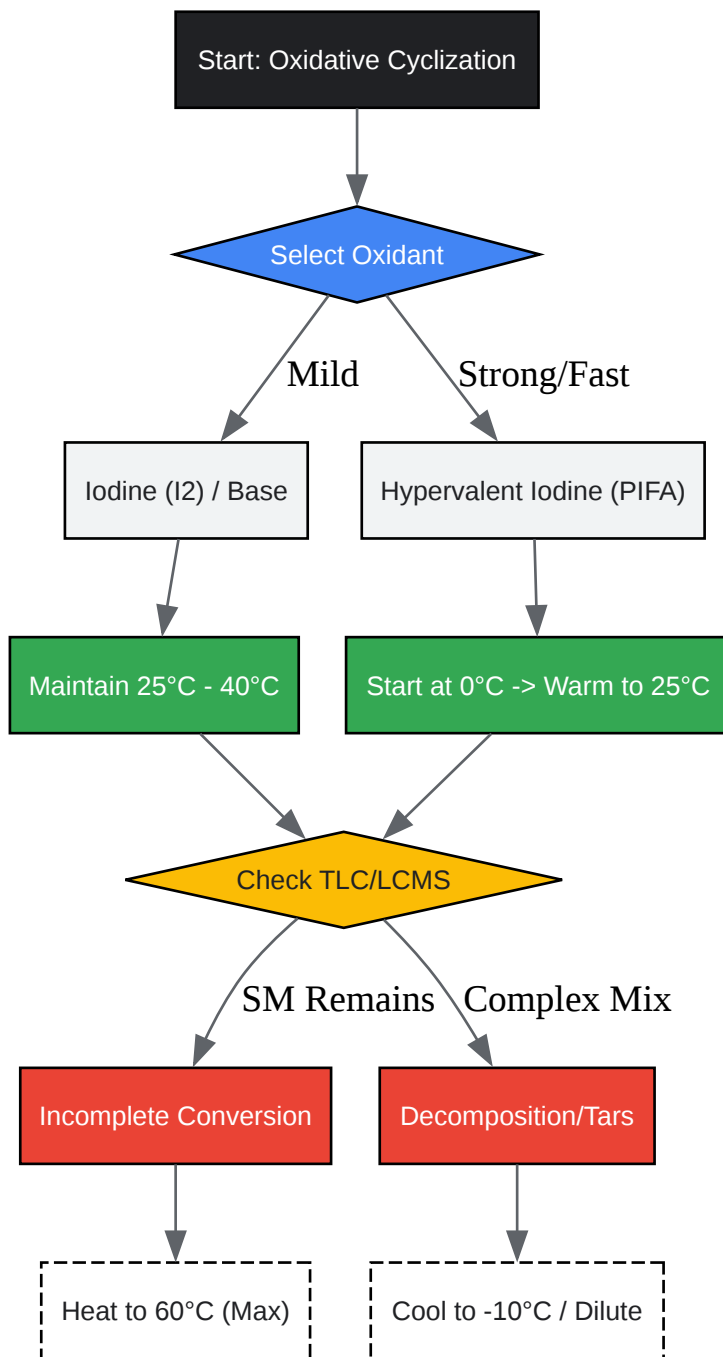 Start: Oxidative Cyclization
Select Oxidant
Mild
Strong/Fast
Iodine (I2) / Base
Hypervalent Iodine (PIFA)
Maintain 25°C - 40°C
Start at 0°C -> Warm to 25°C
Check TLC/LCMS
SM Remains
Complex Mix
Incomplete Conversion
Decomposition/Tars
Heat to 60°C (Max)
Cool to -10°C / Dilute